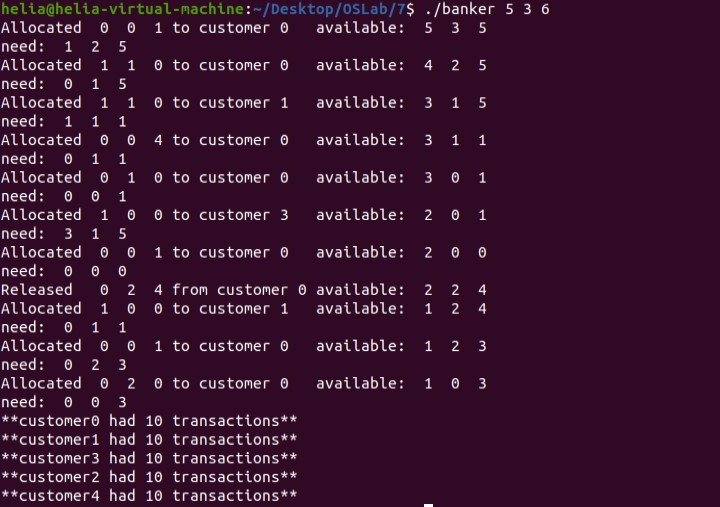 helia@helia-virtual-machine:~/Desktop/OSLab/7$ ./banker 5 3 6
Allocated  0  0  1 to customer 0   available:  5  3  5
need:  1  2  5
Allocated  1  1  0 to customer 0   available:  4  2  5
need:  0  1  5
Allocated  1  1  0 to customer 1   available:  3  1  5
need:  1  1  1
Allocated  0  0  4 to customer 0   available:  3  1  1
need:  0  1  1
Allocated  0  1  0 to customer 0   available:  3  0  1
need:  0  0  1
Allocated  1  0  0 to customer 3   available:  2  0  1
need:  3  1  5
Allocated  0  0  1 to customer 0   available:  2  0  0
need:  0  0  0
Released   0  2  4 from customer 0 available:  2  2  4
Allocated  1  0  0 to customer 1   available:  1  2  4
need:  0  1  1
Allocated  0  0  1 to customer 0   available:  1  2  3
need:  0  2  3
Allocated  0  2  0 to customer 0   available:  1  0  3
need:  0  0  3
**customer0 had 10 transactions**
**customer1 had 10 transactions**
**customer3 had 10 transactions**
**customer2 had 10 transactions**
**customer4 had 10 transactions**